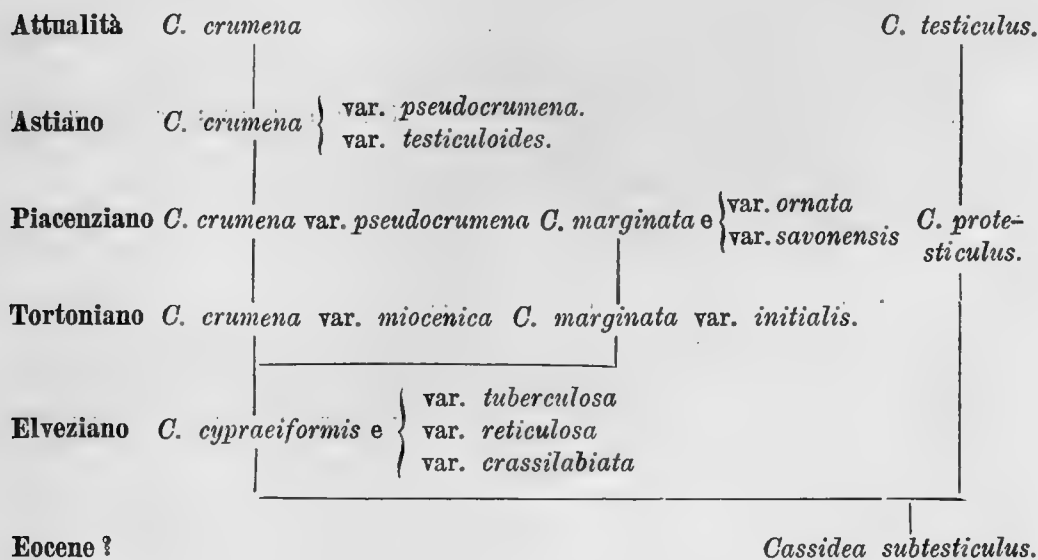 Attualità C. crumena C. testiculus.
Astiano C. crumena { var. pseudocrumena.
var. testiculoides.
Piacenziano C. crumena var. pseudocrumena C. marginata e { var. ornata
var. savonensis C. prote-
sticulus.
Tortoniano C. crumena var. miocenica C. marginata var. initialis.
Elveziano C. cypraeiformis e { var. tuberculosa
var. reticulosa
var. crassilabiata
Eocene ? Cassidea subtesticulus.